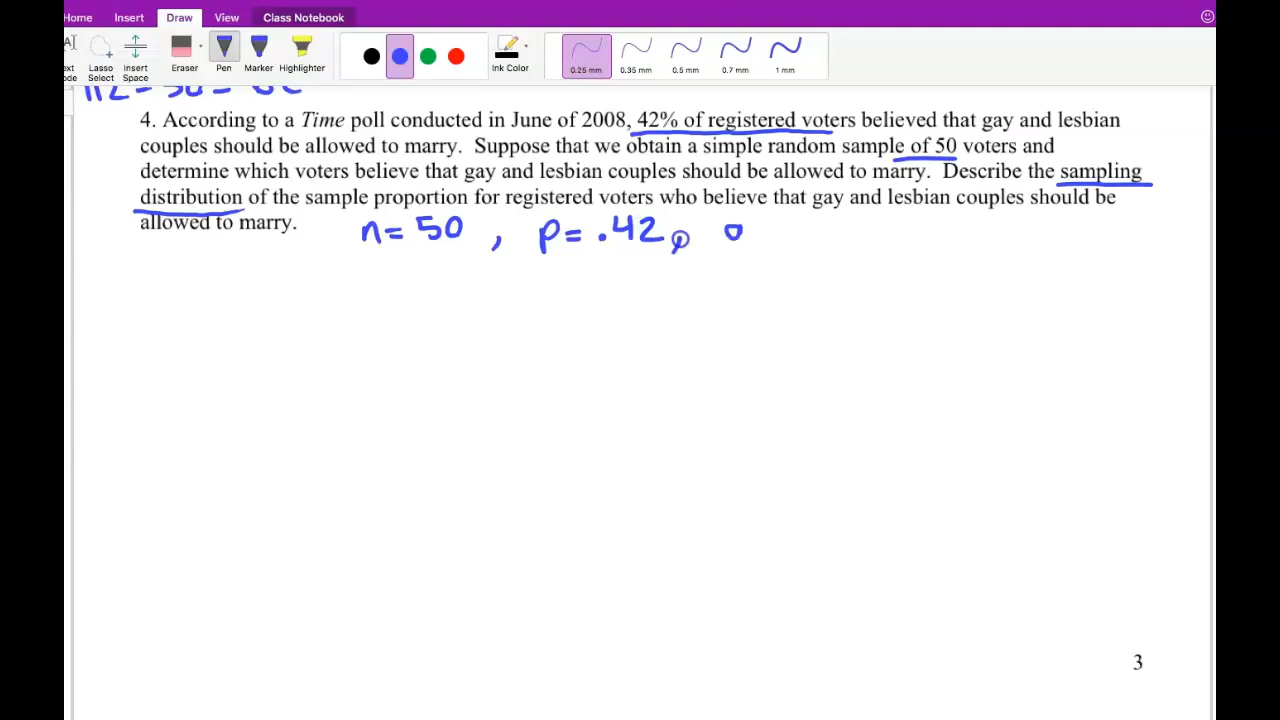 Home Insert Draw View Class Notebook
Lasso Select
Insert Space
Eraser
Pen
Marker
Highlighter
Ink Color
0.25 mm
0.35 mm
0.5 mm
0.7 mm
1 mm
4. According to a Time poll conducted in June of 2008, 42% of registered voters believed that gay and lesbian
couples should be allowed to marry. Suppose that we obtain a simple random sample of 50 voters and
determine which voters believe that gay and lesbian couples should be allowed to marry. Describe the sampling
distribution of the sample proportion for registered voters who believe that gay and lesbian couples should be
allowed to marry.
n = 50 , p = .42,
3